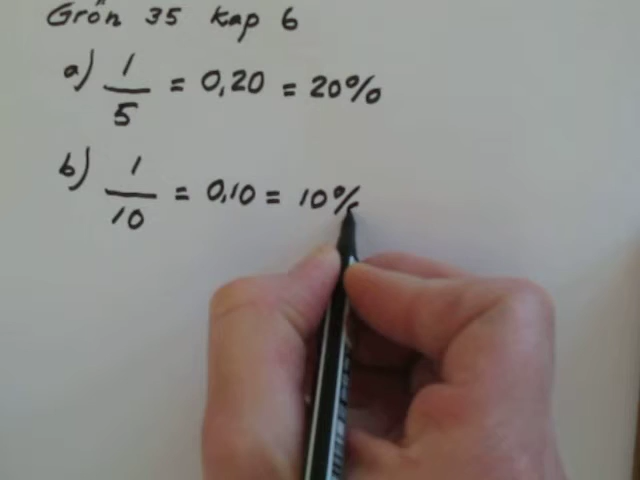 Grön 35 kap 6
a) 1/5 = 0,20 = 20%
b) 1/10 = 0,10 = 10%